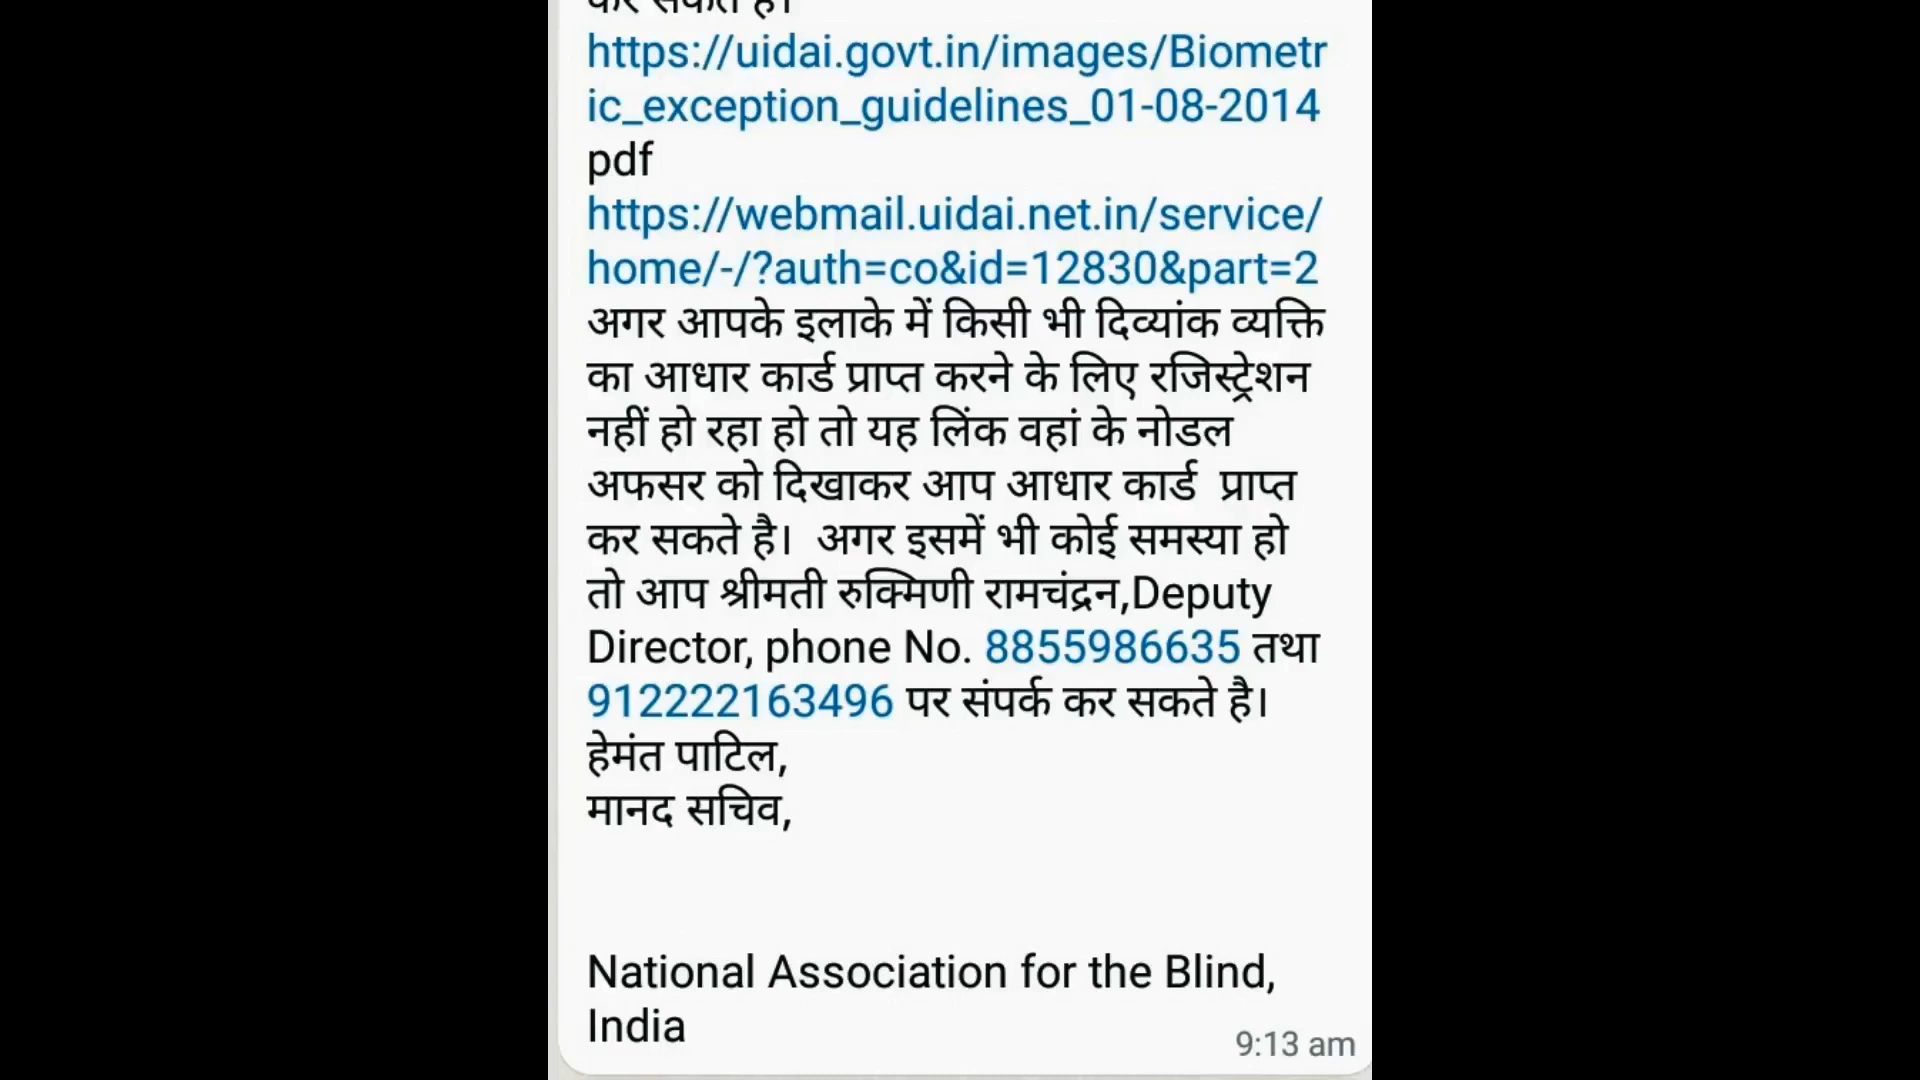 कर सकते है।
https://uidai.govt.in/images/Biometr
ic_exception_guidelines_01-08-2014
pdf
https://webmail.uidai.net.in/service/
home/-/?auth=co&id=12830&part=2
अगर आपके इलाके में किसी भी दिव्यांक व्यक्ति
का आधार कार्ड प्राप्त करने के लिए रजिस्ट्रेशन
नहीं हो रहा हो तो यह लिंक वहां के नोडल
अफसर को दिखाकर आप आधार कार्ड  प्राप्त
कर सकते है।  अगर इसमें भी कोई समस्या हो
तो आप श्रीमती रुक्मिणी रामचंद्रन,Deputy
Director, phone No. 8855986635 तथा
912222163496 पर संपर्क कर सकते है।
हेमंत पाटिल,
मानद सचिव,
National Association for the Blind,
India
9:13 am